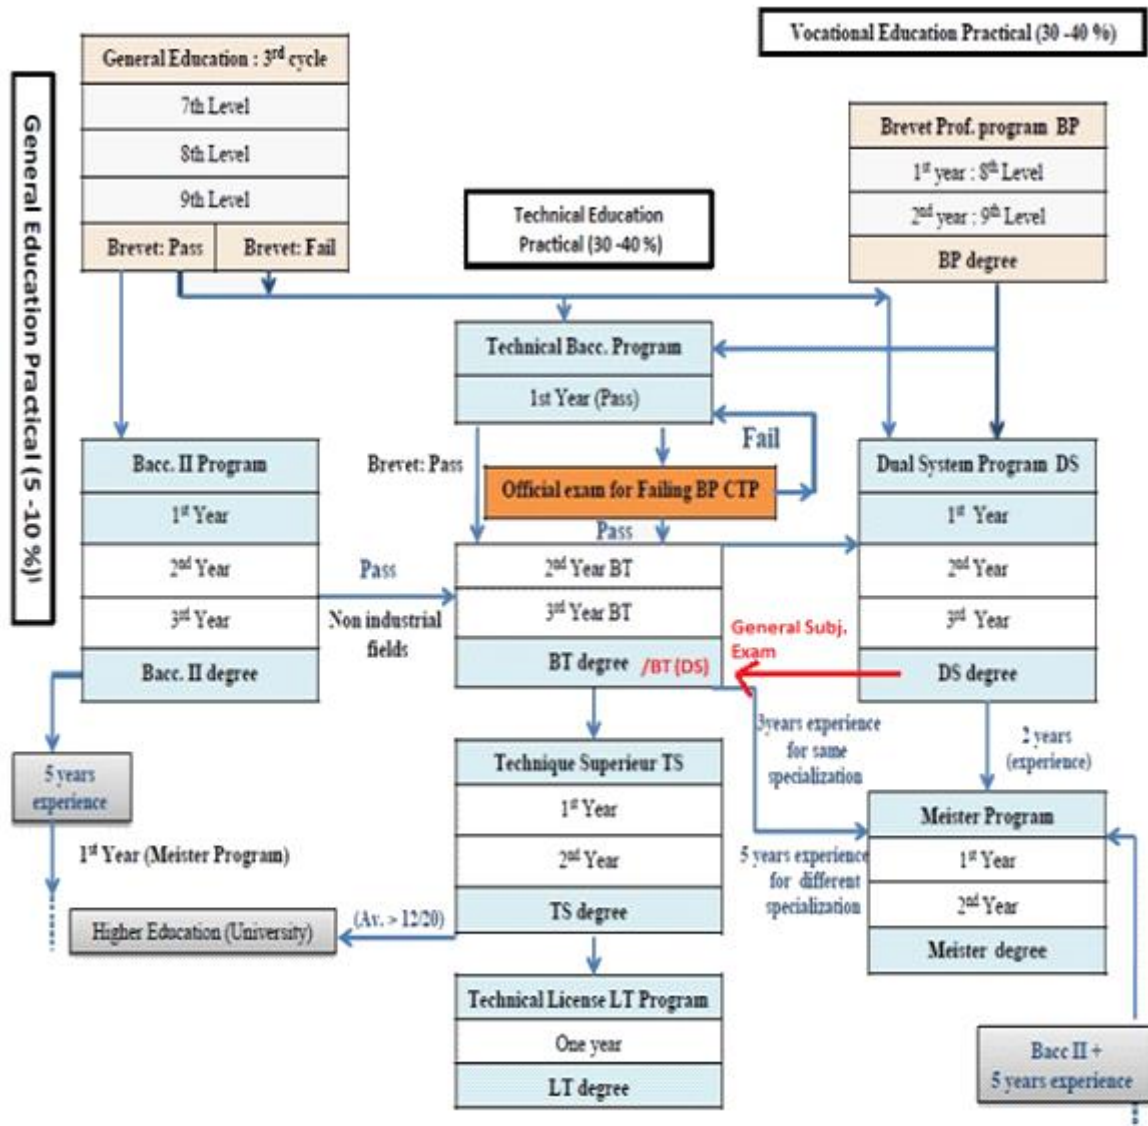 Vocational Education Practical (30 -40 %)
General Education Practical (5 -10 %)¹
General Education : 3rd cycle
7th Level
8th Level
9th Level
Brevet: Pass
Brevet: Fail
Technical Education
Practical (30 -40 %)
Brevet Prof. program BP
1st year : 8th Level
2nd year : 9th Level
BP degree
Technical Bacc. Program
1st Year (Pass)
Fail
Brevet: Pass
Official exam for Failing BP CTP
Pass
Bacc. II Program
1st Year
2nd Year
3rd Year
Bacc. II degree
Pass
Non industrial
fields
2nd Year BT
3rd Year BT
BT degree /BT (DS)
General Subj.
Exam
Dual System Program DS
1st Year
2nd Year
3rd Year
DS degree
5 years
experience
1st Year (Meister Program)
Technique Superieur TS
1st Year
2nd Year
TS degree
3years experience
for same
specialization
2 years
(experience)
5 years experience
for different
specialization
Meister Program
1st Year
2nd Year
Meister degree
Higher Education (University)
(Av. > 12/20)
Technical License LT Program
One year
LT degree
Bacc II +
5 years experience